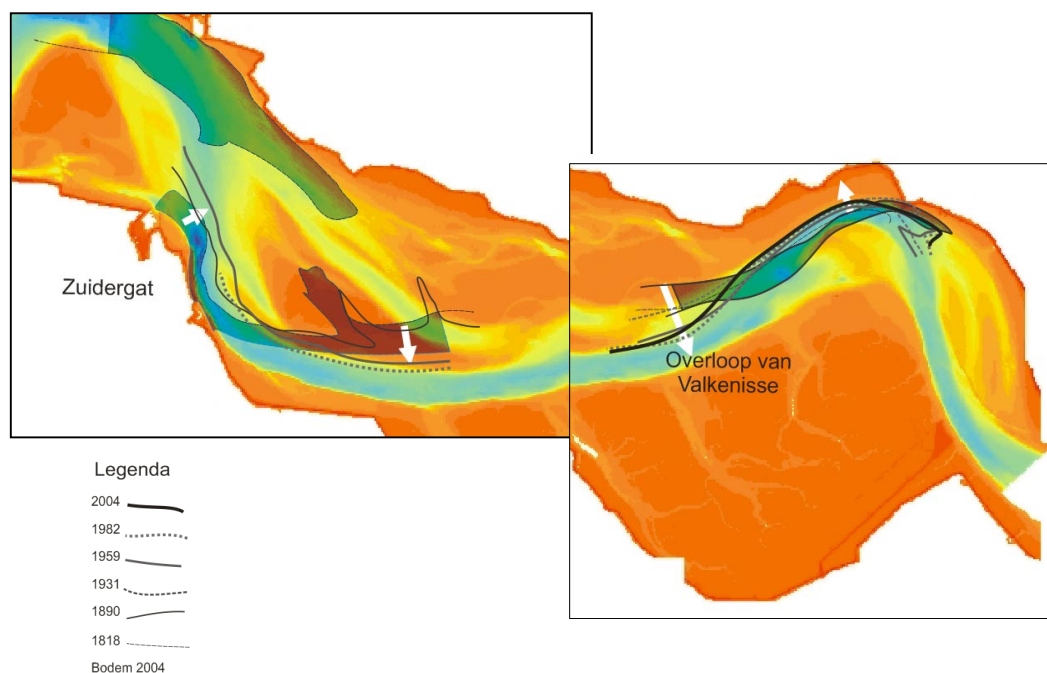 Zuidergat
Overloop van
Valkenisse
Legenda
2004
1982
1959
1931
1890
1818
Bodem 2004